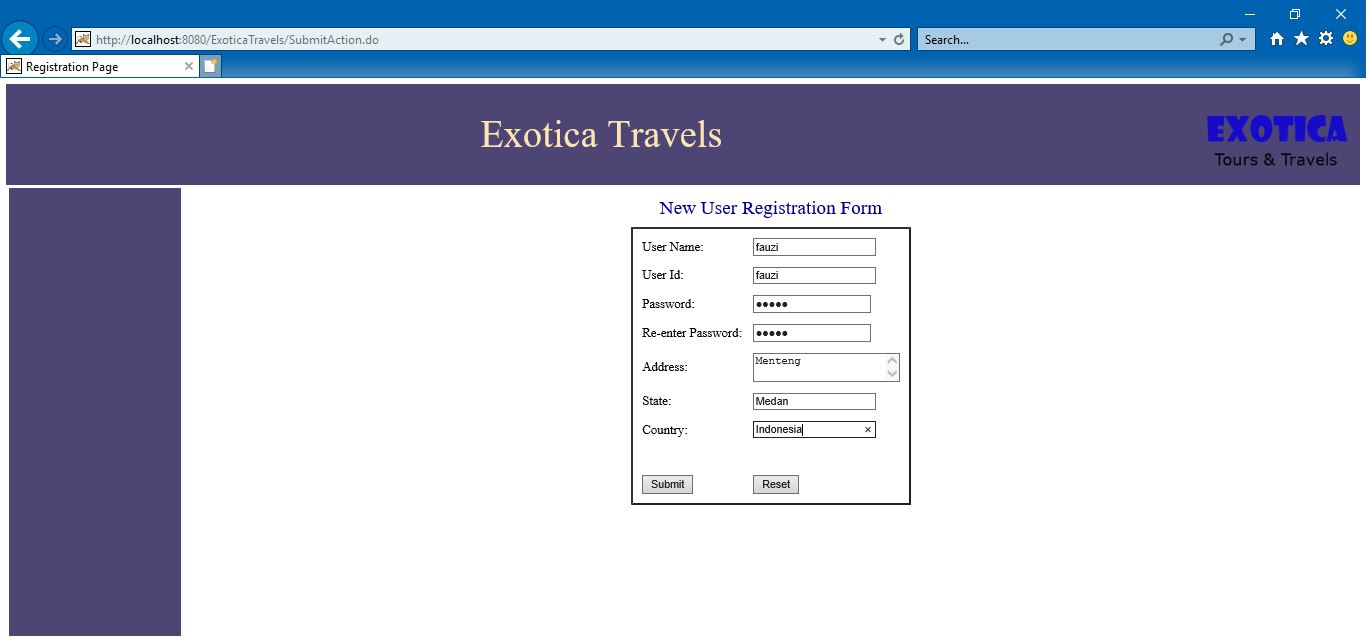 http://localhost:8080/ExoticaTravels/SubmitAction.do
Search...
Registration Page
Exotica Travels
EXOTICA
Tours & Travels
New User Registration Form
User Name: fauzi
User Id: fauzi
Password: ●●●●●
Re-enter Password: ●●●●●
Address: Menteng
State: Medan
Country: Indonesia
Submit Reset